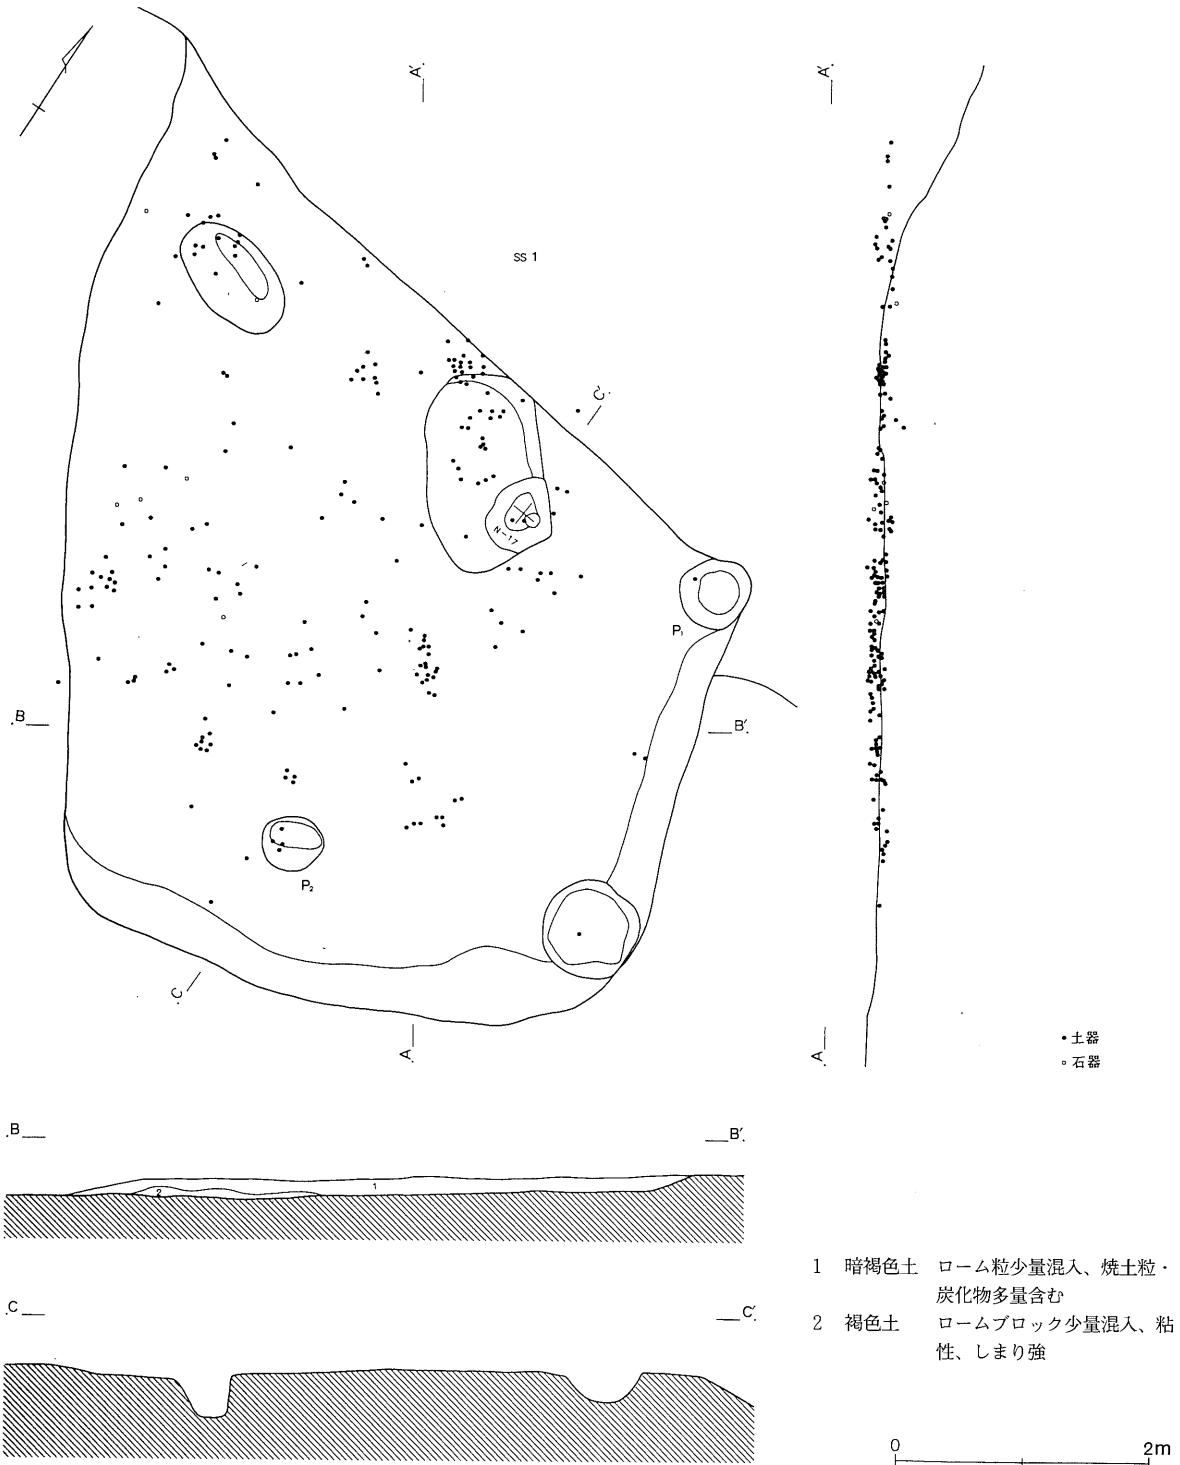 A′
A′
SS 1
C′
N-17
P₁
B
B′
P₂
C
A
A
・土器
○石器
B
B′
1
2
1 暗褐色土 ローム粒少量混入、焼土粒・
炭化物多量含む
2 褐色土 ロームブロック少量混入、粘
性、しまり強
C
C′
0 2m